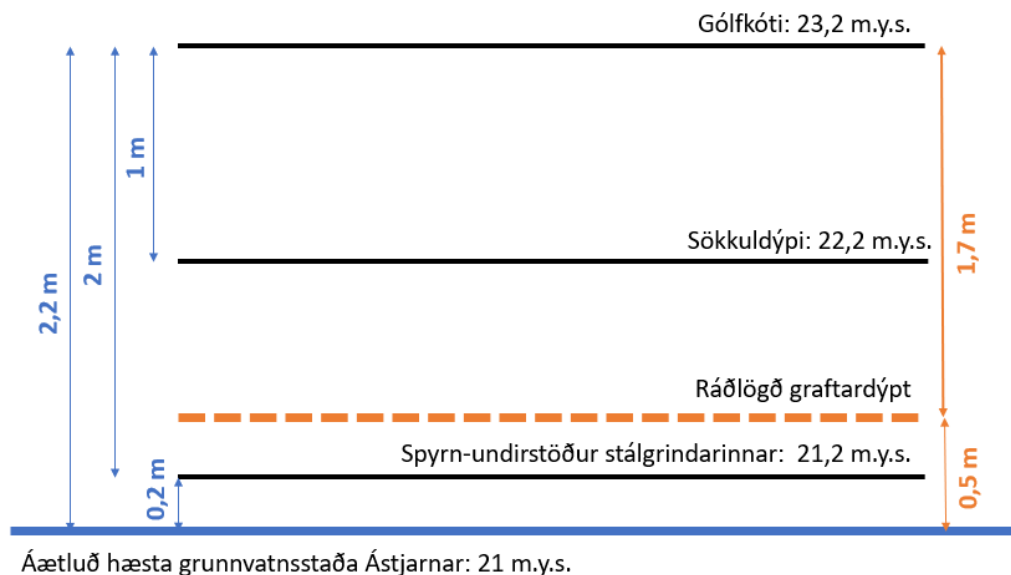 Gólfkóti: 23,2 m.y.s.
1 m
2 m
2,2 m
Sökkuldýpi: 22,2 m.y.s.
1,7 m
Ráðlögð graftardýpt
Spyrn-undirstöður stálgrindarinnar:  21,2 m.y.s.
0,2 m
0,5 m
Áætluð hæsta grunnvatnsstaða Ástjarnar: 21 m.y.s.